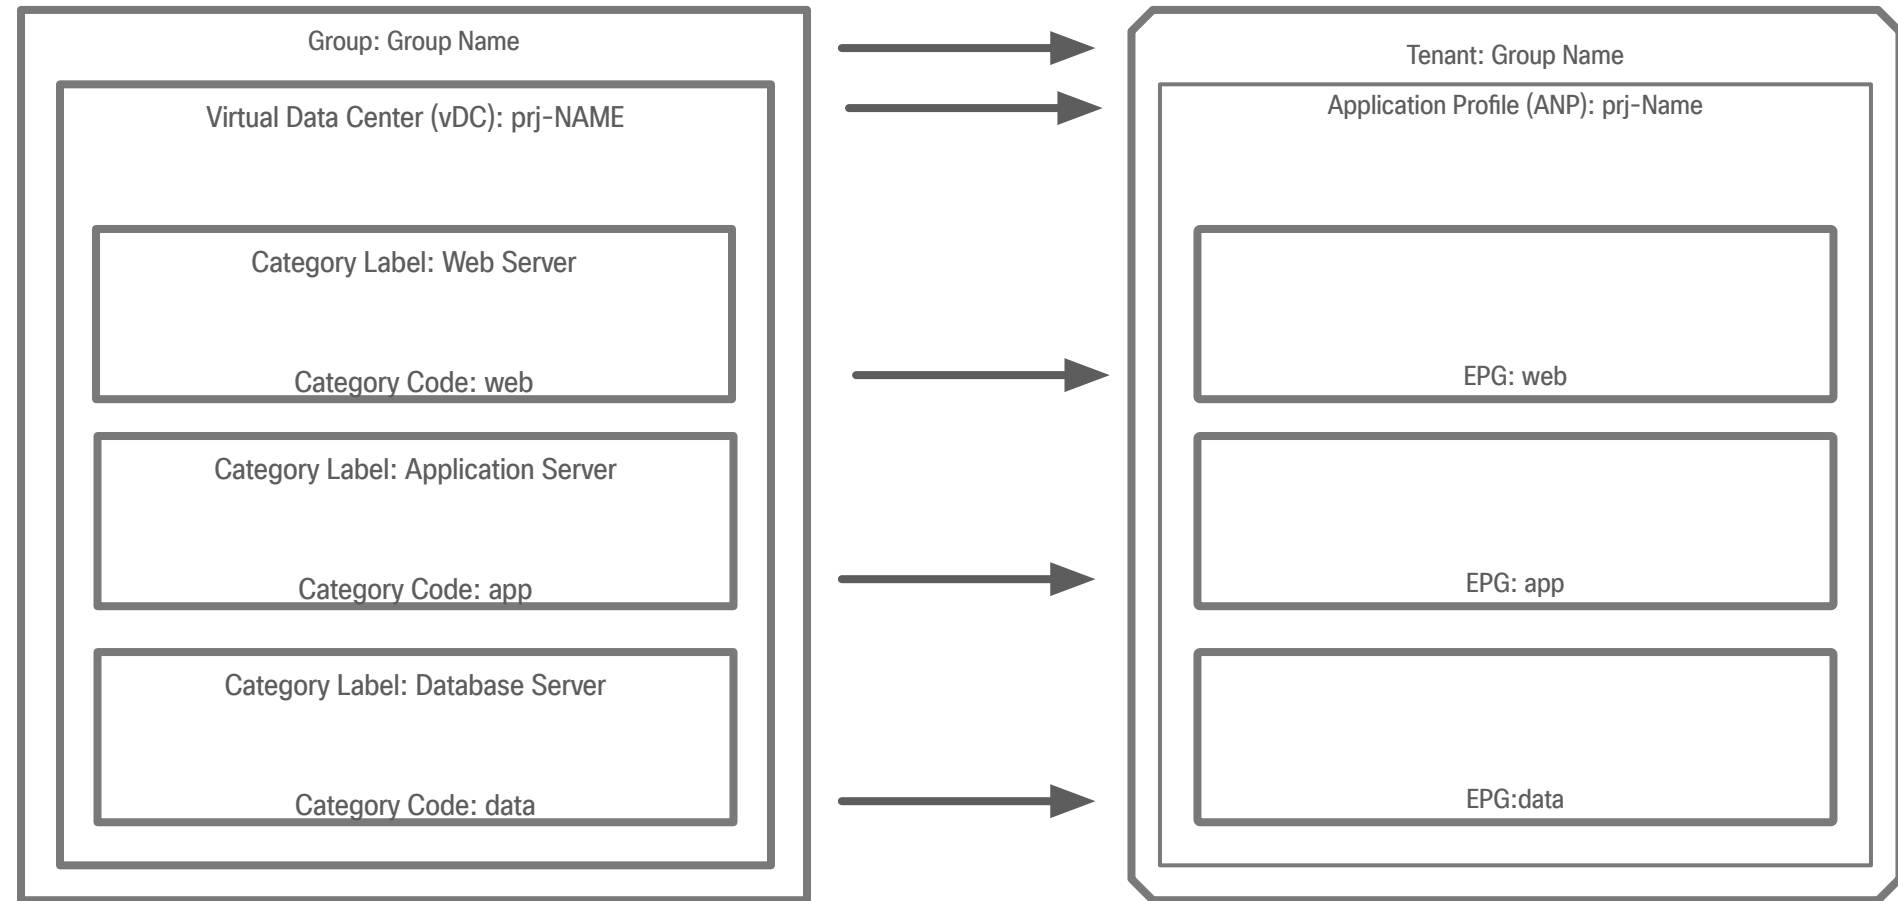 Group: Group Name
Virtual Data Center (vDC): prj-NAME
Category Label: Web Server
Category Code: web
Category Label: Application Server
Category Code: app
Category Label: Database Server
Category Code: data
Tenant: Group Name
Application Profile (ANP): prj-Name
EPG: web
EPG: app
EPG:data